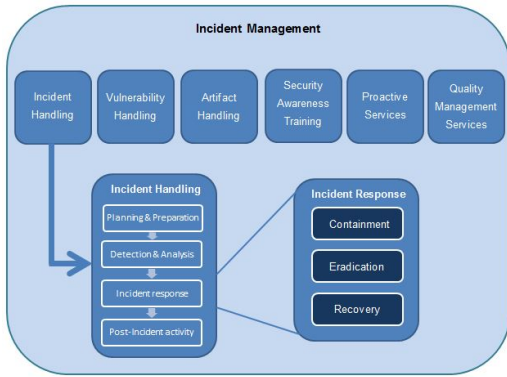 Incident Management
Incident
Handling
Vulnerability
Handling
Artifact
Handling
Security
Awareness
Training
Proactive
Services
Quality
Management
Services
Incident Handling
Planning & Preparation
Detection & Analysis
Incident response
Post-Incident activity
Incident Response
Containment
Eradication
Recovery